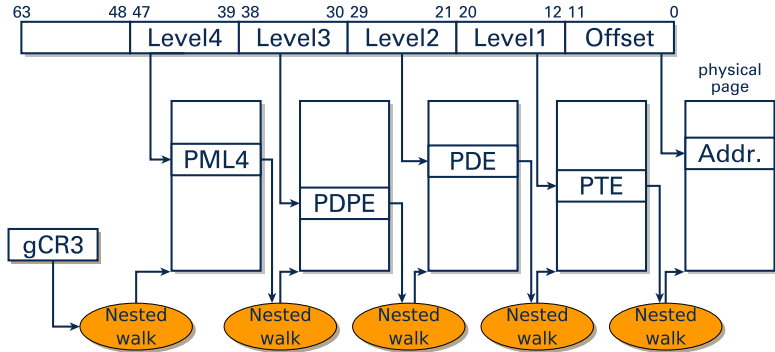 63 48 47 39 38 30 29 21 20 12 11 0
Level4 Level3 Level2 Level1 Offset
physical
page
PML4 PDPE PDE PTE Addr.
gCR3
Nested Nested Nested Nested Nested
walk walk walk walk walk